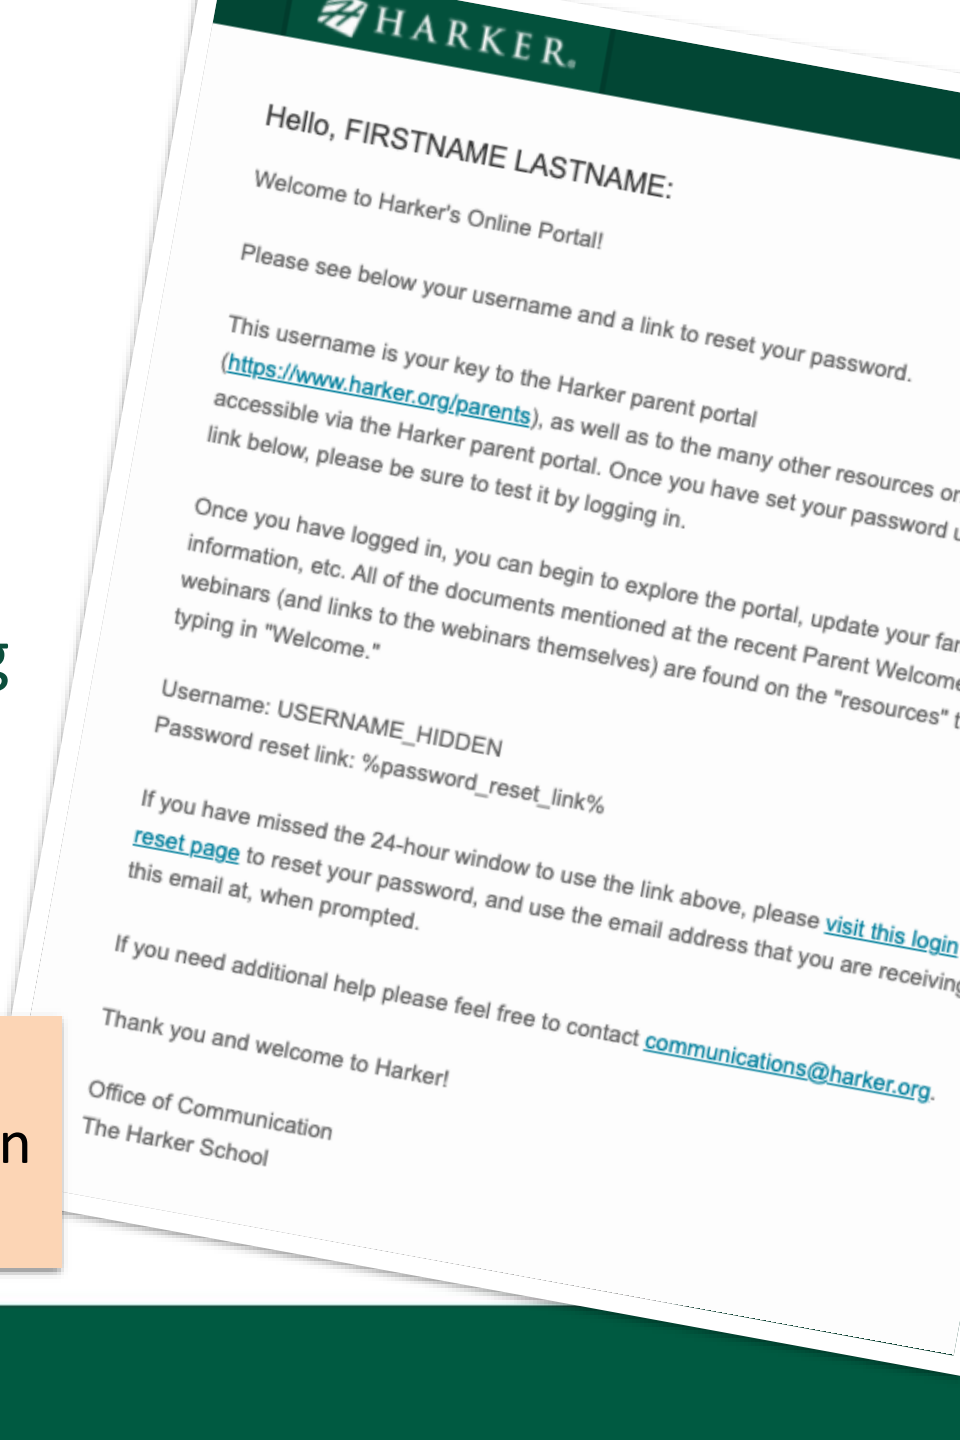 HARKER®
Hello, FIRSTNAME LASTNAME:
Welcome to Harker's Online Portal!
Please see below your username and a link to reset your password.
This username is your key to the Harker parent portal
(https://www.harker.org/parents), as well as to the many other resources
accessible via the Harker parent portal. Once you have set your password
link below, please be sure to test it by logging in.
Once you have logged in, you can begin to explore the portal, update your
information, etc. All of the documents mentioned at the recent Parent Welcome
webinars (and links to the webinars themselves) are found on the "resources"
typing in "Welcome."
g
Username: USERNAME_HIDDEN
Password reset link: %password_reset_link%
If you have missed the 24-hour window to use the link above, please visit this login
reset page to reset your password, and use the email address that you are receiving
this email at, when prompted.
If you need additional help please feel free to contact communications@harker.org.
Thank you and welcome to Harker!
Office of Communication
The Harker School
n